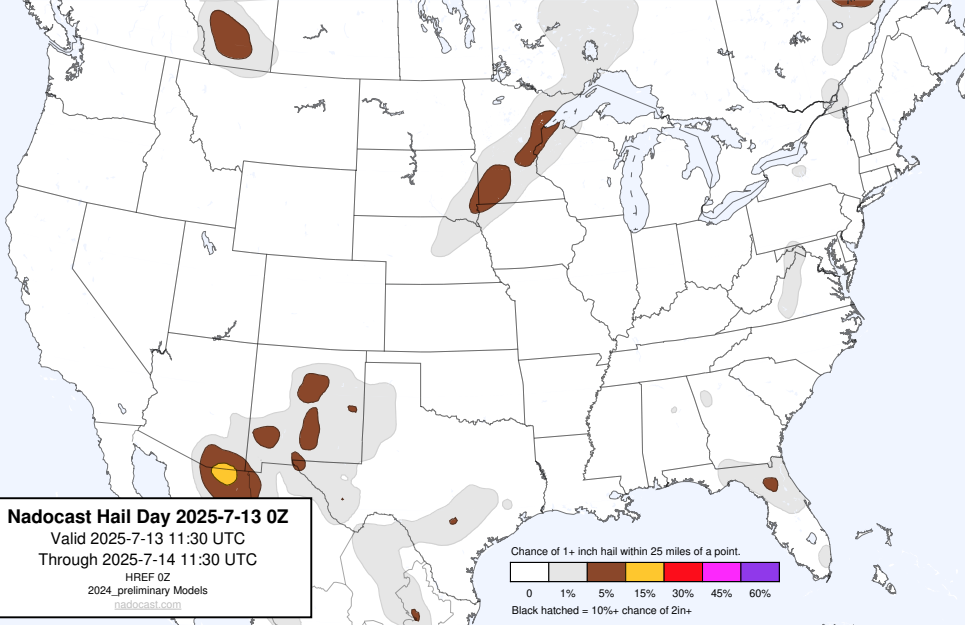 Nadocast Hail Day 2025-7-13 0Z
Valid 2025-7-13 11:30 UTC
Through 2025-7-14 11:30 UTC
HREF 0Z
2024_preliminary Models
nadocast.com
Chance of 1+ inch hail within 25 miles of a point.
0 1% 5% 15% 30% 45% 60%
Black hatched = 10%+ chance of 2in+